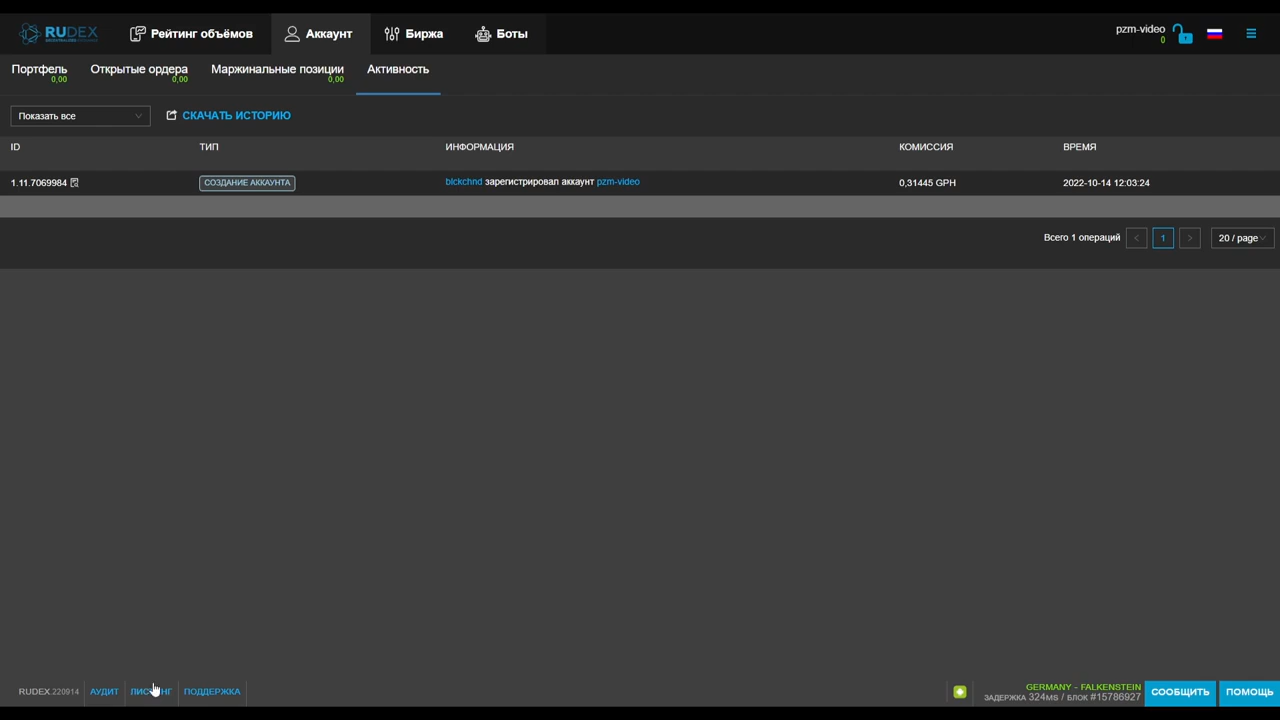 RUDEX
Рейтинг объёмов
Аккаунт
Биржа
Боты
pzm-video
0
Портфель
0,00
Открытые ордера
0,00
Маржинальные позиции
0,00
Активность
Показать все
СКАЧАТЬ ИСТОРИЮ
ID ТИП ИНФОРМАЦИЯ КОМИССИЯ ВРЕМЯ
1.11.7069984 СОЗДАНИЕ АККАУНТА blckchnd зарегистрировал аккаунт pzm-video 0,31445 GPH 2022-10-14 12:03:24
Всего 1 операций < 1 > 20 / page
RUDEX.220914 АУДИТ ПОДДЕРЖКА
GERMANY - FALKENSTEIN
ЗАДЕРЖКА 324MS / БЛОК #15786927
СООБЩИТЬ
ПОМОЩЬ